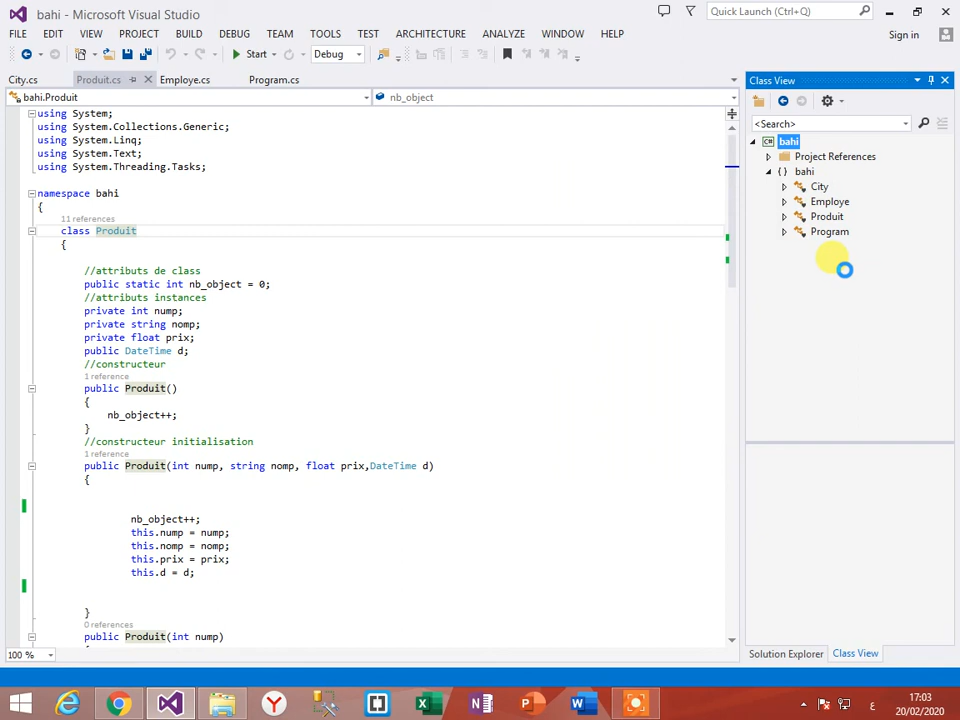 bahi - Microsoft Visual Studio
Quick Launch (Ctrl+Q)
FILE EDIT VIEW PROJECT BUILD DEBUG TEAM TOOLS TEST ARCHITECTURE ANALYZE WINDOW HELP
Sign in
Start Debug
City.cs Produit.cs Employe.cs Program.cs
bahi.Produit nb_object
using System;
using System.Collections.Generic;
using System.Linq;
using System.Text;
using System.Threading.Tasks;
namespace bahi
{
11 references
class Produit
{
//attributs de class
public static int nb_object = 0;
//attributs instances
private int nump;
private string nomp;
private float prix;
public DateTime d;
//constructeur
1 reference
public Produit()
{
nb_object++;
}
//constructeur initialisation
1 reference
public Produit(int nump, string nomp, float prix,DateTime d)
{
nb_object++;
this.nump = nump;
this.nomp = nomp;
this.prix = prix;
this.d = d;
}
0 references
public Produit(int nump)
100 %
Class View
<Search>
C# bahi
Project References
{ } bahi
City
Employe
Produit
Program
Solution Explorer Class View
ع
17:03
20/02/2020